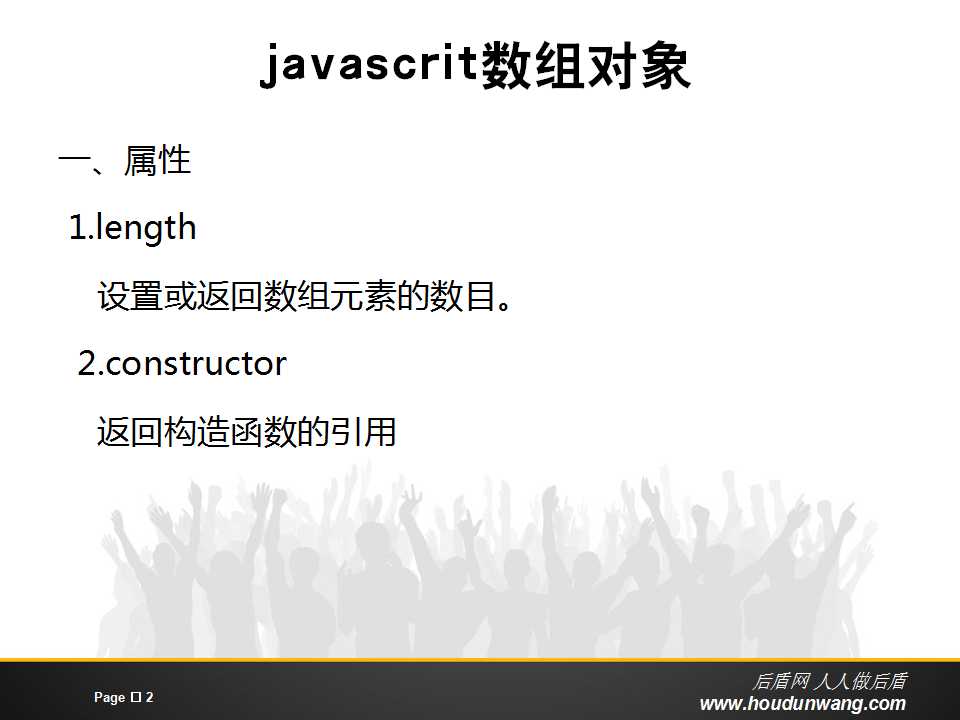 javascrit数组对象
一、属性
1.length
设置或返回数组元素的数目。
2.constructor
返回构造函数的引用
Page 2
后盾网 人人做后盾
www.houdunwang.com